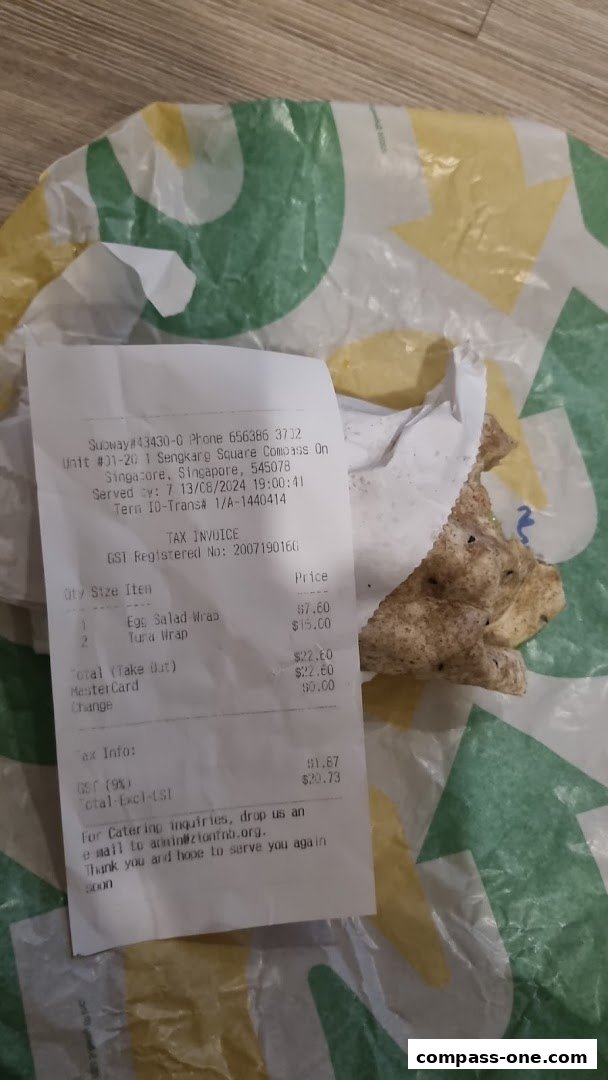 Subway#43430-0 Phone 656386 3702
Unit #01-20 1 Sengkang Square Compass On
Singapore, Singapore, 545078
Served by: 7 13/08/2024 19:00:41
Term ID-Trans# 1/A-1440414
TAX INVOICE
GST Registered No: 200719016G
Qty Size Item Price
1 Egg Salad Wrap $7.60
2 Tuna Wrap $15.00
Total (Take Out) $22.60
MasterCard $22.60
Change $0.00
Tax Info:
GST (9%) $1.87
Total-Excl-GST $20.73
For Catering inquiries, drop us an
e-mail to admin@zionfnb.org.
Thank you and hope to serve you again
soon
compass-one.com